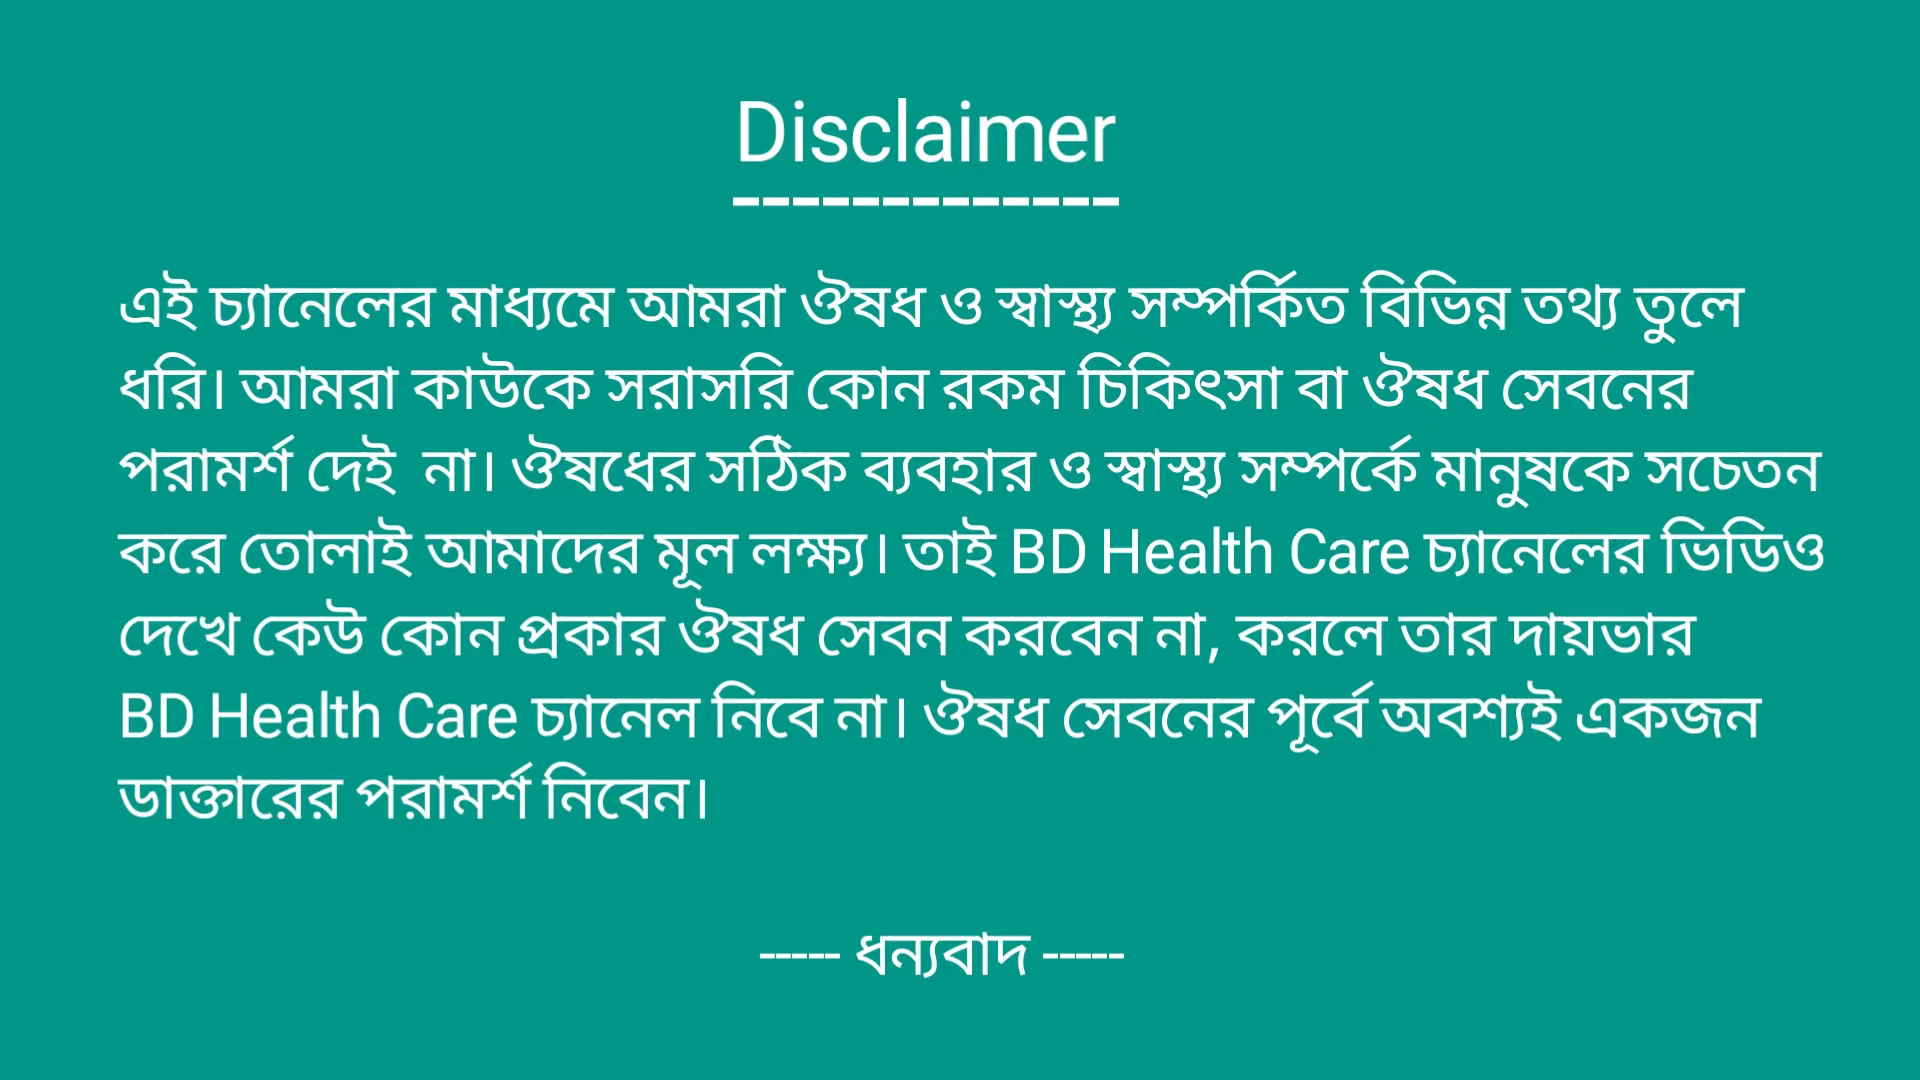 Disclaimer
-------------
এই চ্যানেলের মাধ্যমে আমরা ঔষধ ও স্বাস্থ্য সম্পর্কিত বিভিন্ন তথ্য তুলে
ধরি। আমরা কাউকে সরাসরি কোন রকম চিকিৎসা বা ঔষধ সেবনের
পরামর্শ দেই না। ঔষধের সঠিক ব্যবহার ও স্বাস্থ্য সম্পর্কে মানুষকে সচেতন
করে তোলাই আমাদের মূল লক্ষ্য। তাই BD Health Care চ্যানেলের ভিডিও
দেখে কেউ কোন প্রকার ঔষধ সেবন করবেন না, করলে তার দায়ভার
BD Health Care চ্যানেল নিবে না। ঔষধ সেবনের পূর্বে অবশ্যই একজন
ডাক্তারের পরামর্শ নিবেন।
----- ধন্যবাদ -----